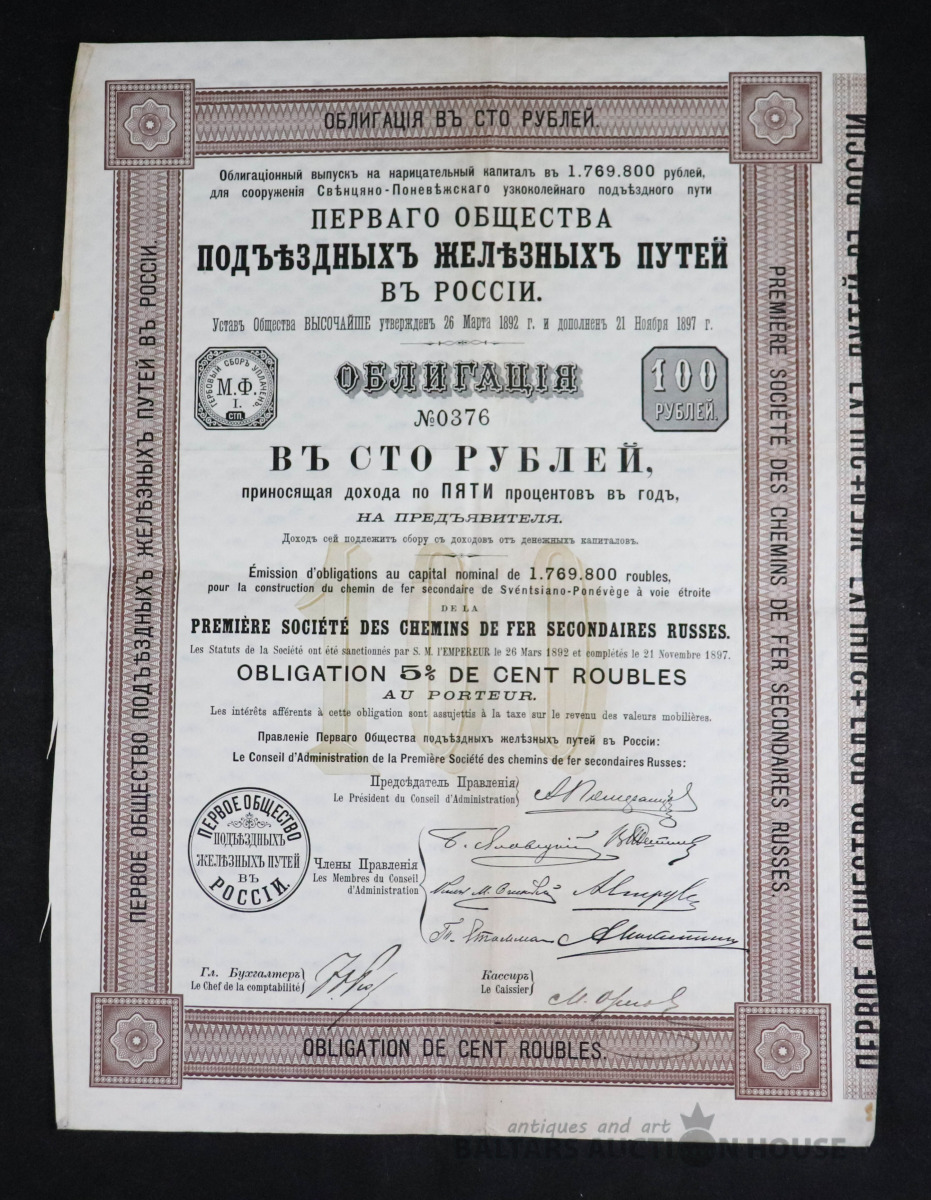 ОБЛИГАЦІЯ ВЪ СТО РУБЛЕЙ.
Облигаціонный выпускъ на нарицательный капиталъ въ 1.769.800 рублей,
для сооруженія Свѣнцяно-Поневѣжскаго узкоколейнаго подъѣзднаго пути
ПЕРВАГО ОБЩЕСТВА
ПОДЪѢЗДНЫХЪ ЖЕЛѢЗНЫХЪ ПУТЕЙ
ВЪ РОССІИ.
Уставъ Общества ВЫСОЧАЙШЕ утвержденъ 26 Марта 1892 г. и дополненъ 21 Ноября 1897 г.
ГЕРБОВЫЙ СБОРЪ УПЛАЧЕНЪ.
М.Ф.
I.
СТП.
ОБЛИГАЦІЯ
100
РУБЛЕЙ.
№0376
ВЪ СТО РУБЛЕЙ,
приносящая дохода по ПЯТИ процентовъ въ годъ,
НА ПРЕДЪЯВИТЕЛЯ.
Доходъ сей подлежитъ сбору съ доходовъ отъ денежныхъ капиталовъ.
100
Émission d'obligations au capital nominal de 1.769.800 roubles,
pour la construction du chemin de fer secondaire de Svéntsiano-Ponévège à voie étroite
DE LA
PREMIÈRE SOCIÉTÉ DES CHEMINS DE FER SECONDAIRES RUSSES.
Les Statuts de la Société ont été sanctionnés par S. M. l'EMPEREUR le 26 Mars 1892 et complétés le 21 Novembre 1897.
OBLIGATION 5% DE CENT ROUBLES
AU PORTEUR.
Les intérêts afférents à cette obligation sont assujettis à la taxe sur le revenu des valeurs mobilières.
Правленіе Перваго Общества подъѣздныхъ желѣзныхъ путей въ Россіи:
Le Conseil d'Administration de la Première Société des chemins de fer secondaires Russes:
Предсѣдатель Правленія
Le Président du Conseil d'Administration
ПЕРВОЕ ОБЩЕСТВО
ПОДЪѢЗДНЫХЪ
ЖЕЛѢЗНЫХЪ ПУТЕЙ
ВЪ
РОССІИ.
Члены Правленія
Les Membres du Conseil
d'Administration
Гл. Бухгалтеръ
Le Chef de la comptabilité
Кассиръ
Le Caissier
OBLIGATION DE CENT ROUBLES.
ПЕРВОЕ ОБЩЕСТВО ПОДЪѢЗДНЫХЪ ЖЕЛѢЗНЫХЪ ПУТЕЙ ВЪ РОССІИ.
PREMIÈRE SOCIÉTÉ DES CHEMINS DE FER SECONDAIRES RUSSES.
antiques and art
BALTARS AUCTION HOUSE